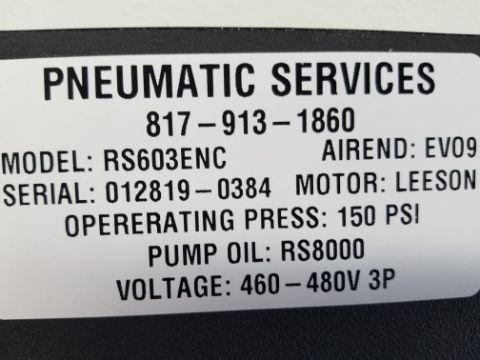 PNEUMATIC SERVICES
817-913-1860
MODEL: RS603ENC AIREND: EV09
SERIAL: 012819-0384 MOTOR: LEESON
OPERERATING PRESS: 150 PSI
PUMP OIL: RS8000
VOLTAGE: 460-480V 3P